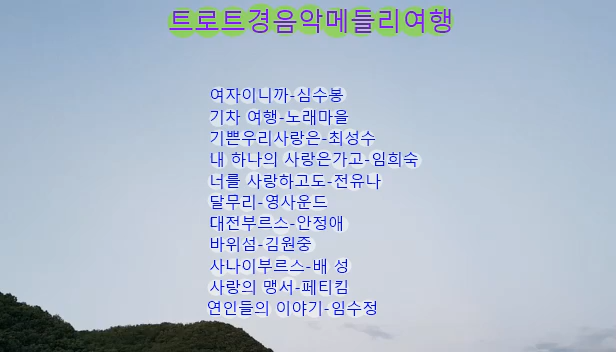 트로트경음악메들리여행
여자이니까-심수봉
기차 여행-노래마을
기쁜우리사랑은-최성수
내 하나의 사랑은가고-임희숙
너를 사랑하고도-전유나
달무리-영사운드
대전부르스-안정애
바위섬-김원중
사나이부르스-배 성
사랑의 맹서-페티킴
연인들의 이야기-임수정